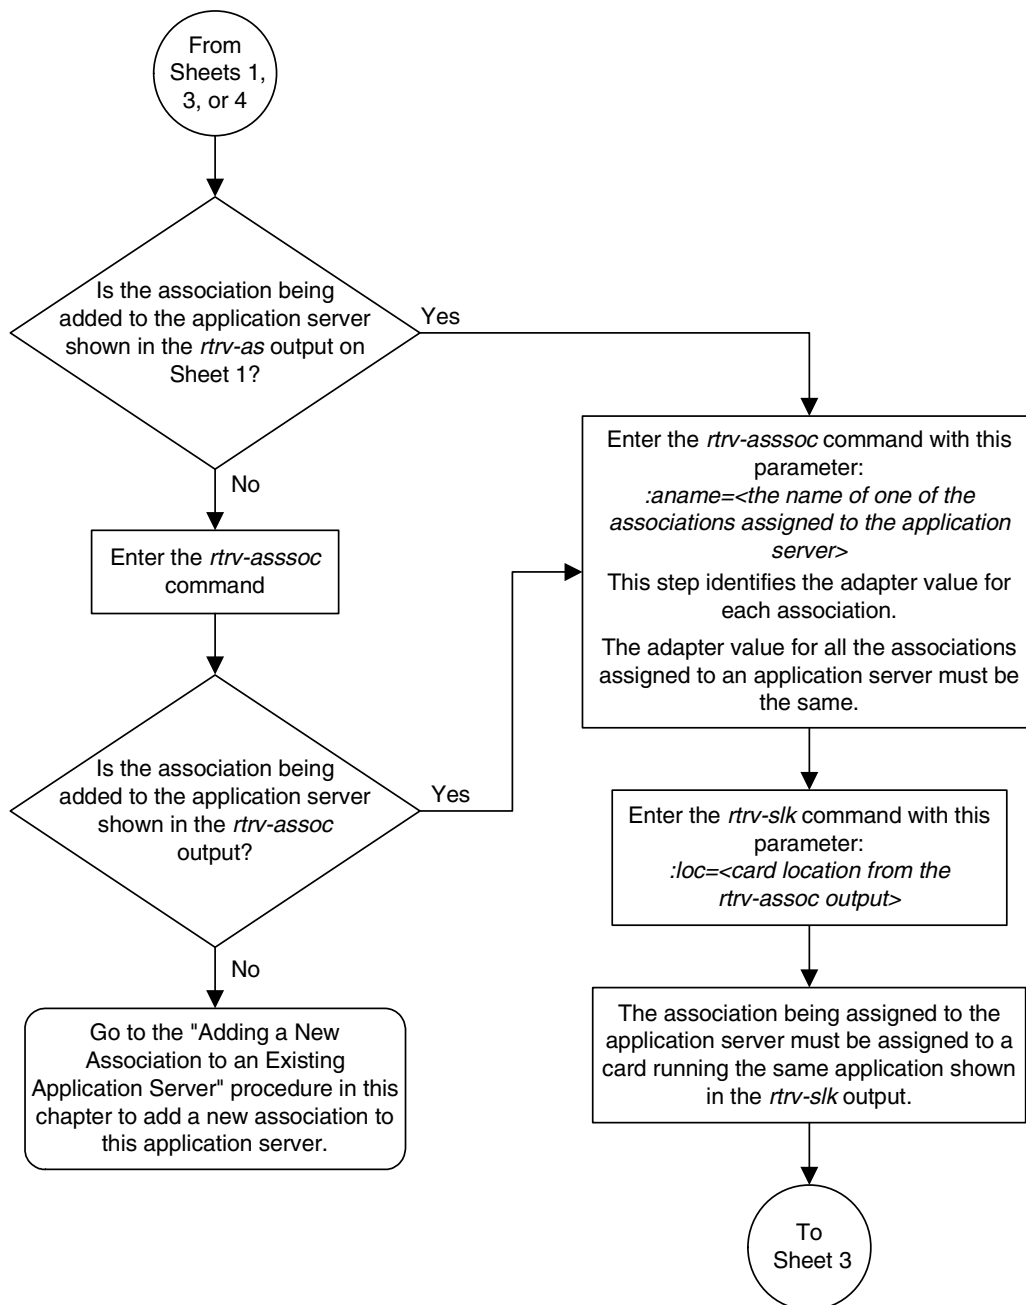 From
Sheets 1,
3, or 4
Is the association being
added to the application server
shown in the rtrv-as output on
Sheet 1?
Yes
No
Enter the rtrv-asssoc
command
Is the association being
added to the application server
shown in the rtrv-assoc
output?
Yes
No
Go to the "Adding a New
Association to an Existing
Application Server" procedure in this
chapter to add a new association to
this application server.
Enter the rtrv-asssoc command with this
parameter:
:aname=<the name of one of the
associations assigned to the application
server>
This step identifies the adapter value for
each association.
The adapter value for all the associations
assigned to an application server must be
the same.
Enter the rtrv-slk command with this
parameter:
:loc=<card location from the
rtrv-assoc output>
The association being assigned to the
application server must be assigned to a
card running the same application shown
in the rtrv-slk output.
To
Sheet 3